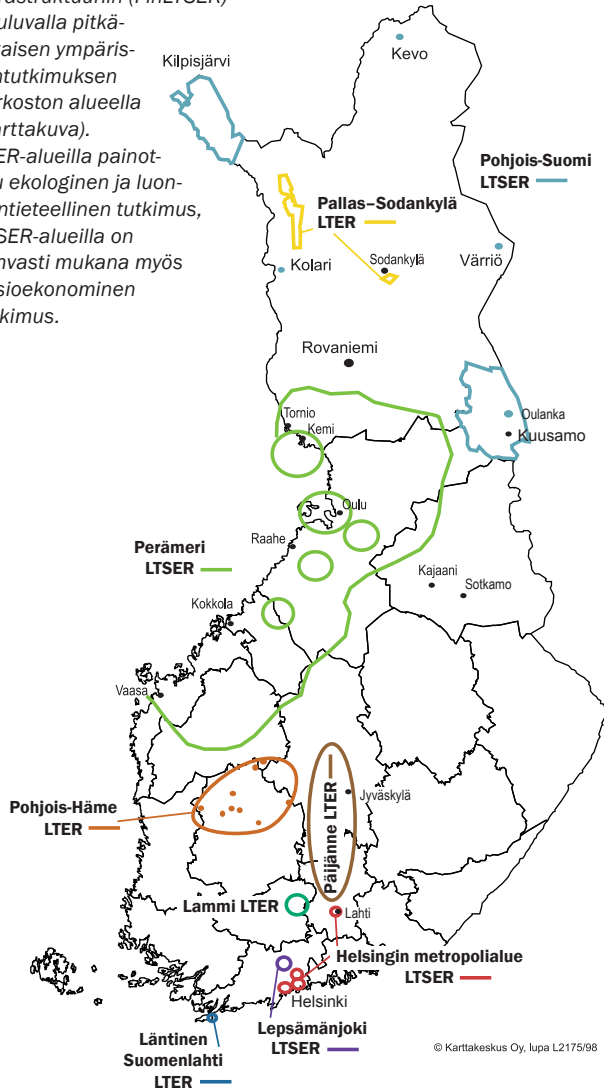 uluvalla pitkä-
aisen ympäris-
ntutkimuksen
rkoston alueella
arttakuva).
ER-alueilla painot-
u ekologinen ja luon-
ntieteellinen tutkimus,
SER-alueilla on
hvasti mukana myös
sioekonominen
kimus.
Kevo
Kilpisjärvi
Pohjois-Suomi
LTSER
Pallas–Sodankylä
LTER
Sodankylä
Värriö
Kolari
Rovaniemi
Tornio
Kemi
Oulanka
Kuusamo
Oulu
Raahe
Perämeri
LTSER
Kajaani
Sotkamo
Kokkola
Vaasa
Pohjois-Häme
LTER
Päijänne LTER
Jyväskylä
Lammi LTER
Lahti
Helsingin metropolialue
LTSER
Helsinki
Lepsämänjoki
LTSER
Läntinen
Suomenlahti
LTER
© Karttakeskus Oy, lupa L2175/98